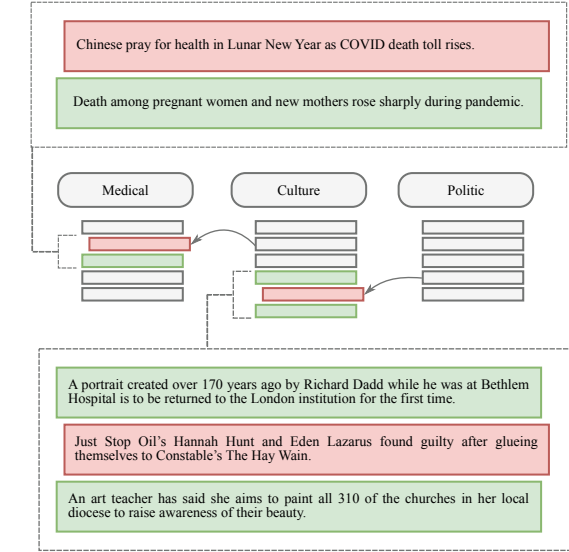 Chinese pray for health in Lunar New Year as COVID death toll rises.
Death among pregnant women and new mothers rose sharply during pandemic.
Medical
Culture
Politic
A portrait created over 170 years ago by Richard Dadd while he was at Bethlem
Hospital is to be returned to the London institution for the first time.
Just Stop Oil's Hannah Hunt and Eden Lazarus found guilty after glueing
themselves to Constable's The Hay Wain.
An art teacher has said she aims to paint all 310 of the churches in her local
diocese to raise awareness of their beauty.